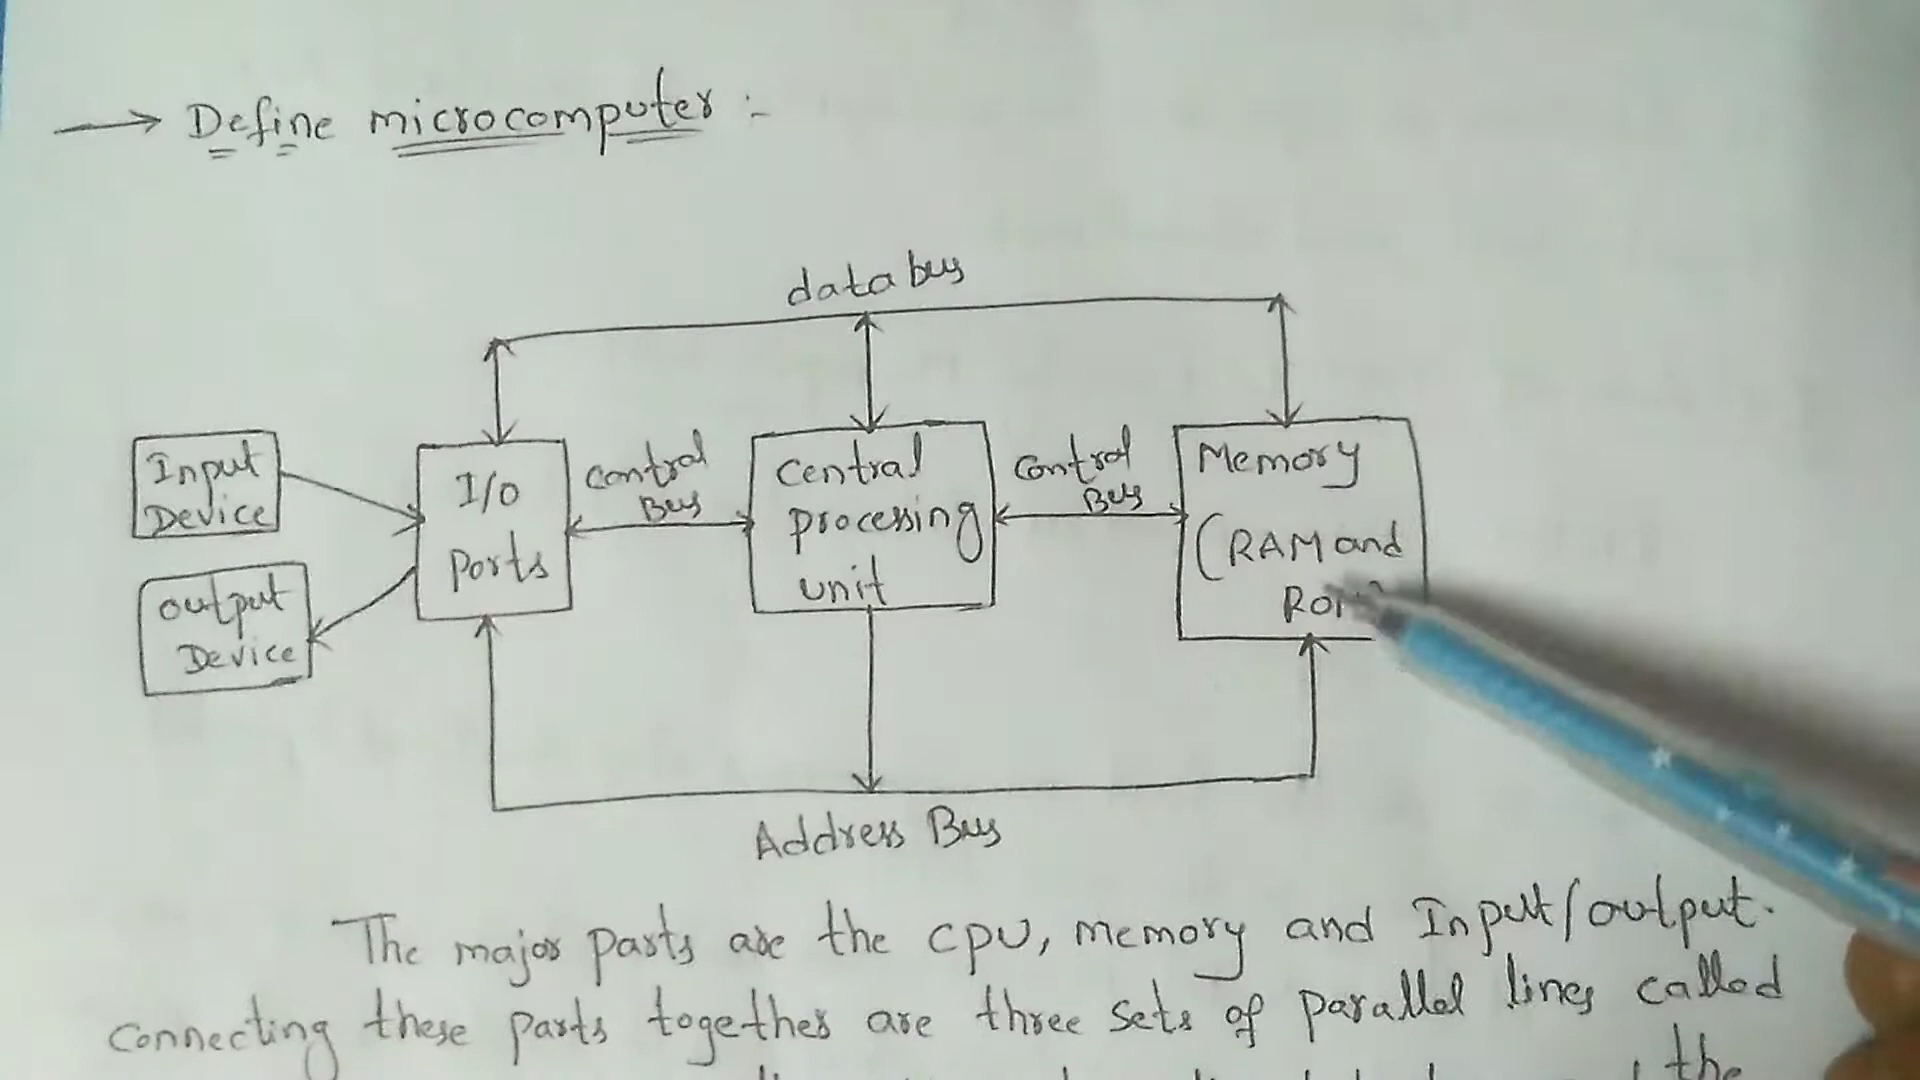 → Define microcomputer :-
data bus
Input
Device
output
Device
I/O
Ports
control
Bus
central
processing
unit
control
Bus
Memory
(RAM and
Address Bus
The major parts are the CPU, memory and Input/output.
connecting these parts together are three sets of parallel lines called
the